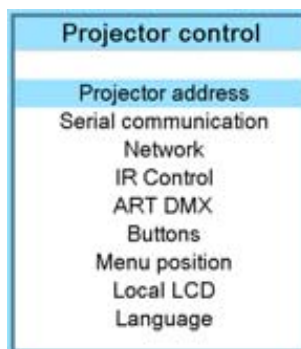 Projector control
Projector address
Serial communication
Network
IR Control
ART DMX
Buttons
Menu position
Local LCD
Language